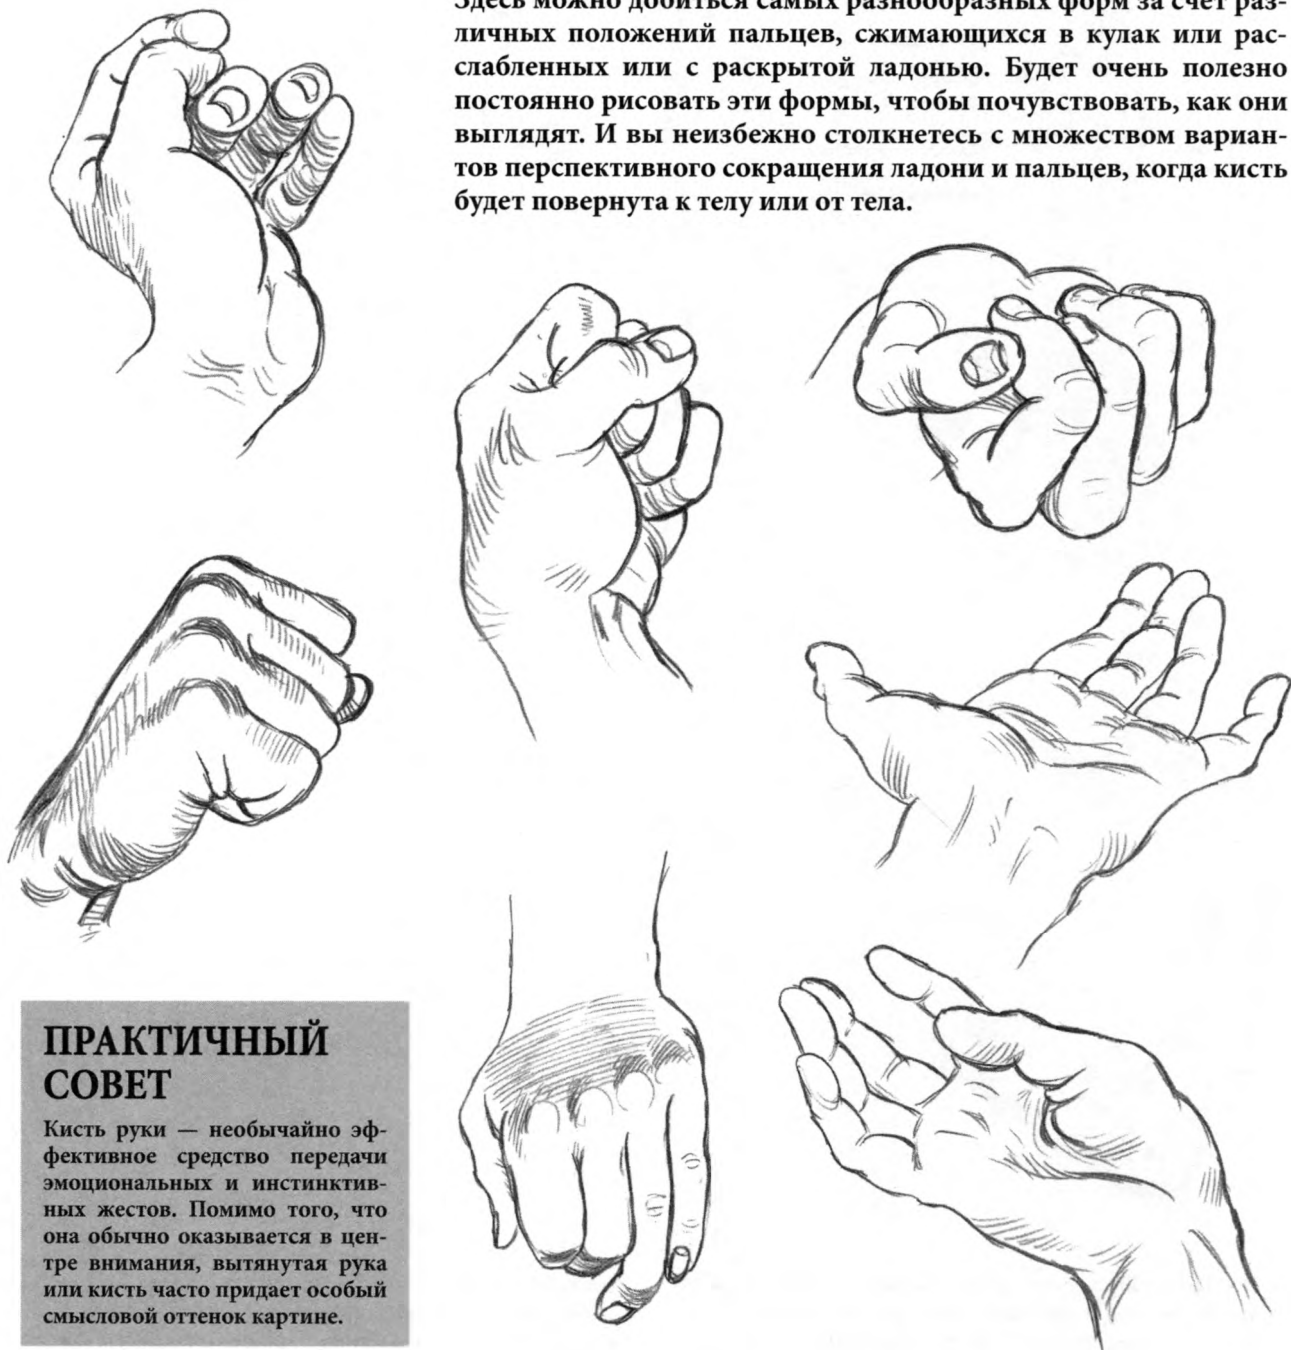 Здесь можно добиться самых разнообразных форм за счет раз-
личных положений пальцев, сжимающихся в кулак или рас-
слабленных или с раскрытой ладонью. Будет очень полезно
постоянно рисовать эти формы, чтобы почувствовать, как они
выглядят. И вы неизбежно столкнетесь с множеством вариан-
тов перспективного сокращения ладони и пальцев, когда кисть
будет повернута к телу или от тела.
ПРАКТИЧНЫЙ
СОВЕТ
Кисть руки — необычайно эф-
фективное средство передачи
эмоциональных и инстинктив-
ных жестов. Помимо того, что
она обычно оказывается в цен-
тре внимания, вытянутая рука
или кисть часто придает особый
смысловой оттенок картине.